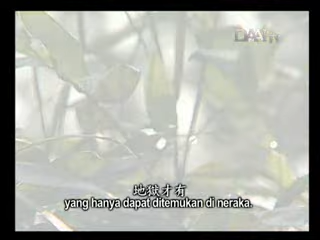 地獄才有
yang hanya dapat ditemukan di neraka.